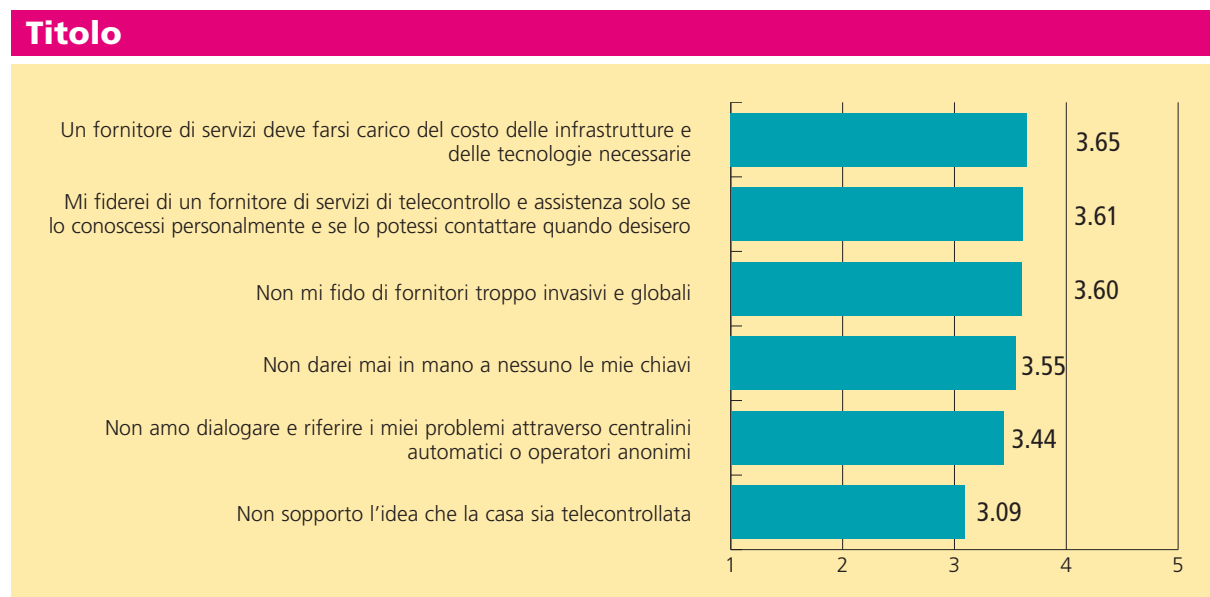 Titolo
Un fornitore di servizi deve farsi carico del costo delle infrastrutture e
delle tecnologie necessarie
3.65
Mi fiderei di un fornitore di servizi di telecontrollo e assistenza solo se
lo conoscessi personalmente e se lo potessi contattare quando desisero
3.61
Non mi fido di fornitori troppo invasivi e globali
3.60
Non darei mai in mano a nessuno le mie chiavi
3.55
Non amo dialogare e riferire i miei problemi attraverso centralini
automatici o operatori anonimi
3.44
Non sopporto l’idea che la casa sia telecontrollata
3.09
1 2 3 4 5